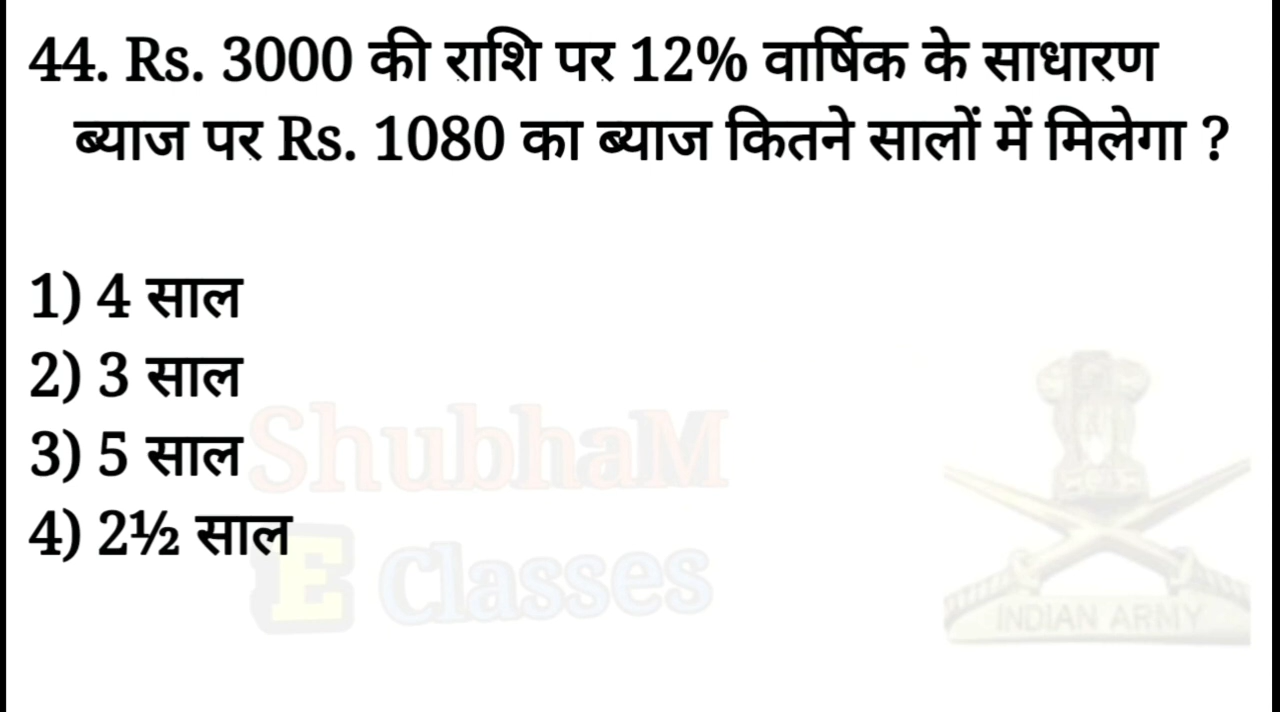 44. Rs. 3000 की राशि पर 12% वार्षिक के साधारण
ब्याज पर Rs. 1080 का ब्याज कितने सालों में मिलेगा ?
1) 4 साल
2) 3 साल
3) 5 साल
4) 2½ साल
ShubhaM
E Classes
INDIAN ARMY